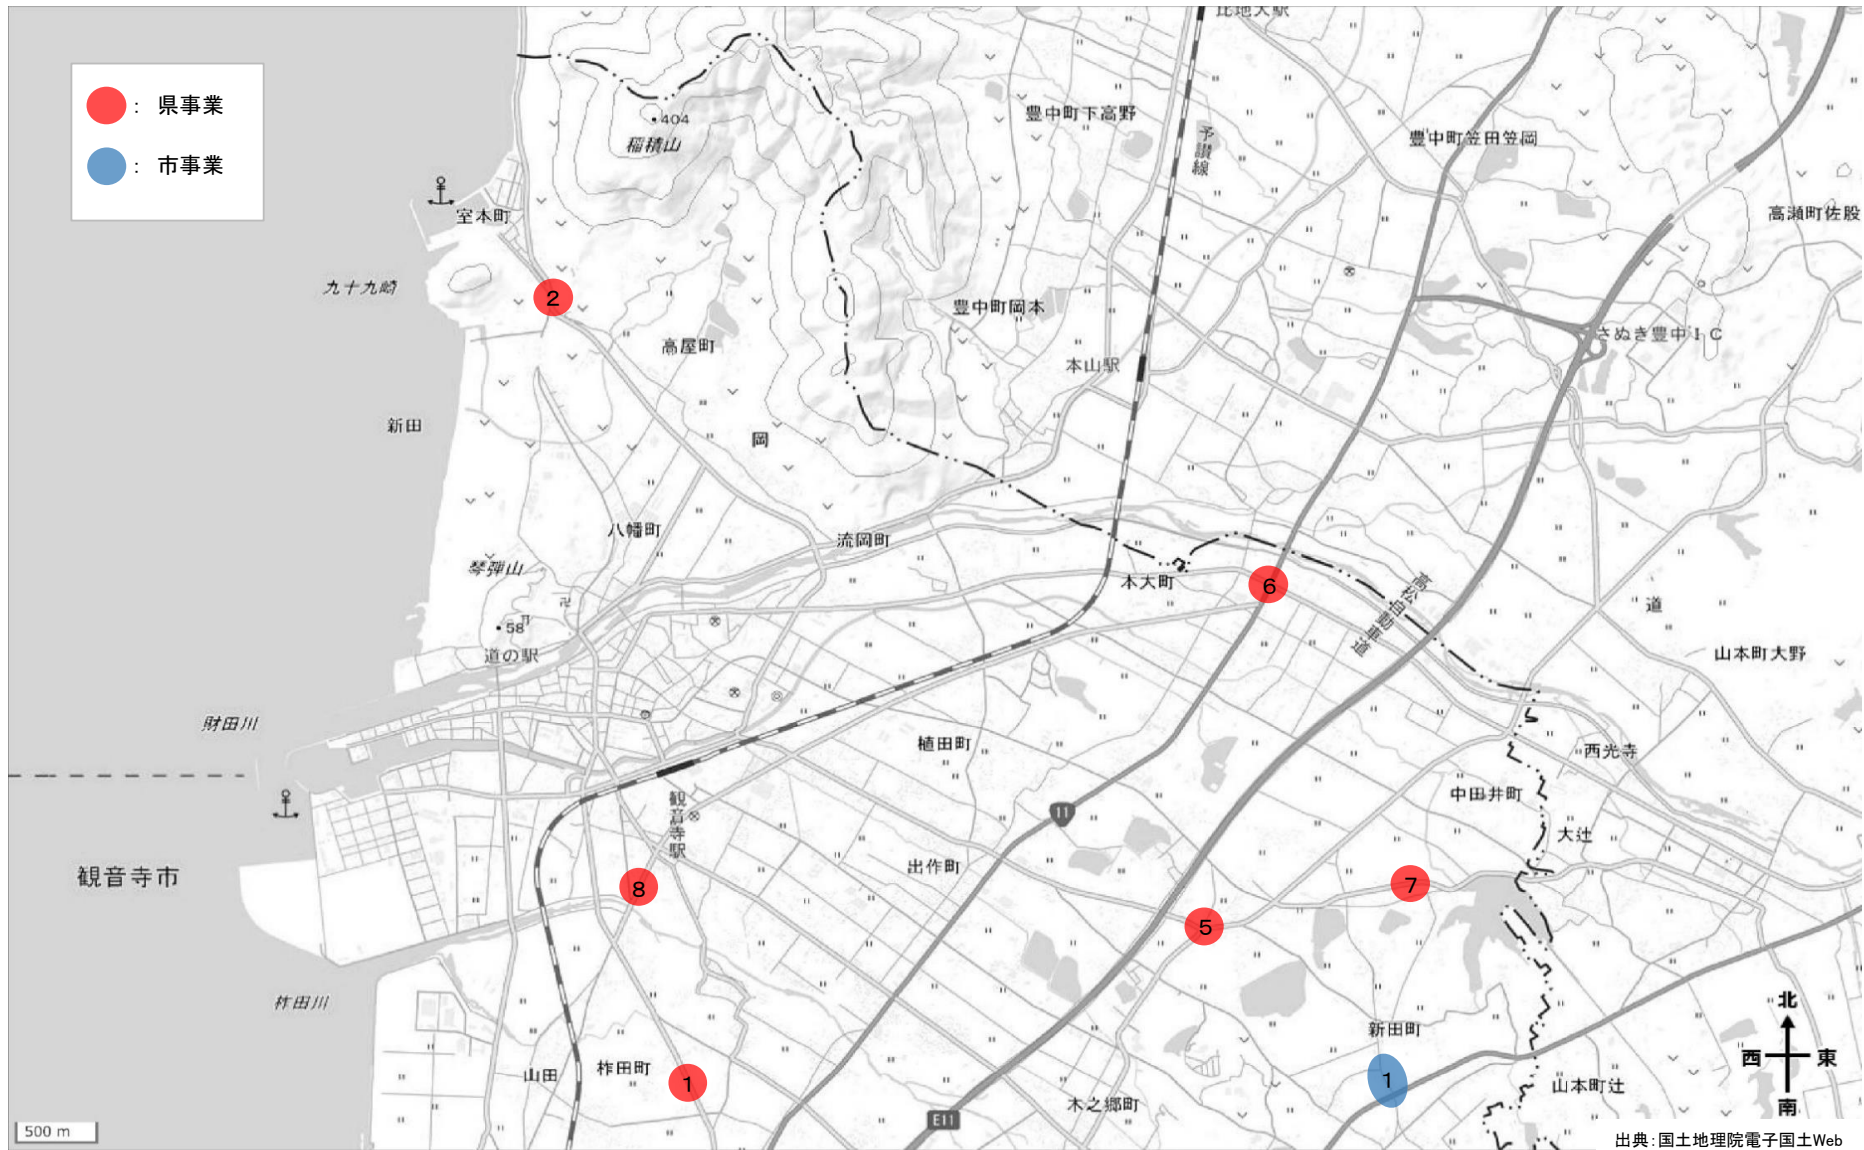 比地大駅
：県事業
：市事業
404
稲積山
豊中町下高野
予讃線
豊中町笠田笠岡
高瀬町佐股
室本町
九十九崎
2
豊中町岡本
高屋町
さぬき豊中IC
本山駅
新田
岡
八幡町
流岡町
琴弾山
本大町
6
高松自動車道
道
58
道の駅
山本町大野
財田川
植田町
西光寺
中田井町
観音寺駅
11
大辻
出作町
観音寺市
8
7
5
柞田川
新田町
北
西
東
南
山田
柞田町
1
1
山本町辻
木之郷町
E11
500 m
出典：国土地理院電子国土Web